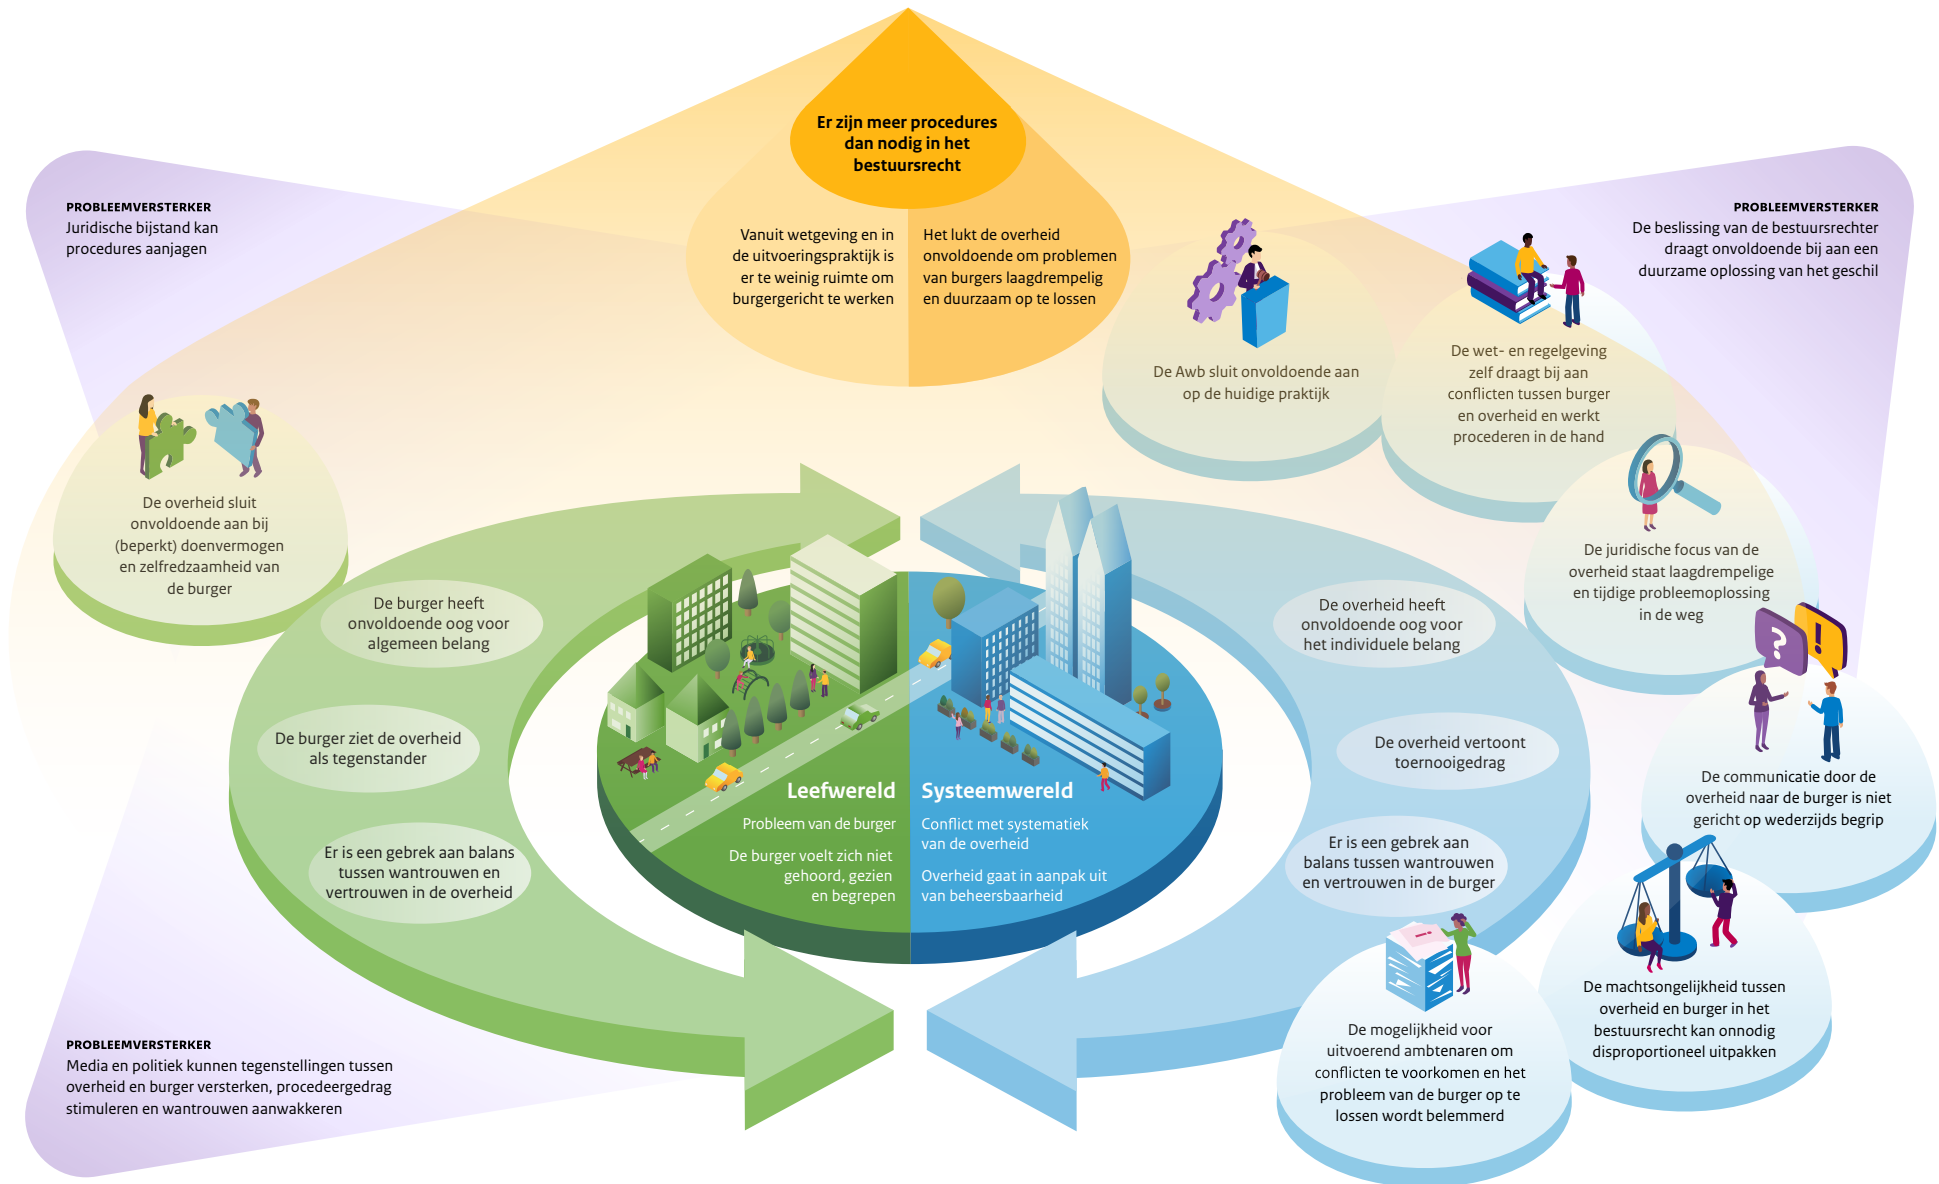 Er zijn meer procedures
dan nodig in het
bestuursrecht
PROBLEEMVERSTERKER
Juridische bijstand kan
procedures aanjagen
Vanuit wetgeving en in
de uitvoeringspraktijk is
er te weinig ruimte om
burgergericht te werken
Het lukt de overheid
onvoldoende om problemen
van burgers laagdrempelig
en duurzaam op te lossen
PROBLEEMVERSTERKER
De beslissing van de bestuursrechter
draagt onvoldoende bij aan een
duurzame oplossing van het geschil
De Awb sluit onvoldoende aan
op de huidige praktijk
De wet- en regelgeving
zelf draagt bij aan
conflicten tussen burger
en overheid en werkt
procederen in de hand
De overheid sluit
onvoldoende aan bij
(beperkt) doenvermogen
en zelfredzaamheid van
de burger
De juridische focus van de
overheid staat laagdrempelige
en tijdige probleemoplossing
in de weg
De burger heeft
onvoldoende oog voor
algemeen belang
De burger ziet de overheid
als tegenstander
Er is een gebrek aan balans
tussen wantrouwen en
vertrouwen in de overheid
Leefwereld
Probleem van de burger
De burger voelt zich niet
gehoord, gezien
en begrepen
Systeemwereld
Conflict met systematiek
van de overheid
Overheid gaat in aanpak uit
van beheersbaarheid
De overheid heeft
onvoldoende oog voor
het individuele belang
De overheid vertoont
toernooigedrag
Er is een gebrek aan
balans tussen wantrouwen
en vertrouwen in de burger
? !
De communicatie door de
overheid naar de burger is niet
gericht op wederzijds begrip
De machtsongelijkheid tussen
overheid en burger in het
bestuursrecht kan onnodig
disproportioneel uitpakken
!
De mogelijkheid voor
uitvoerend ambtenaren om
conflicten te voorkomen en het
probleem van de burger op te
lossen wordt belemmerd
PROBLEEMVERSTERKER
Media en politiek kunnen tegenstellingen tussen
overheid en burger versterken, procedeergedrag
stimuleren en wantrouwen aanwakkeren